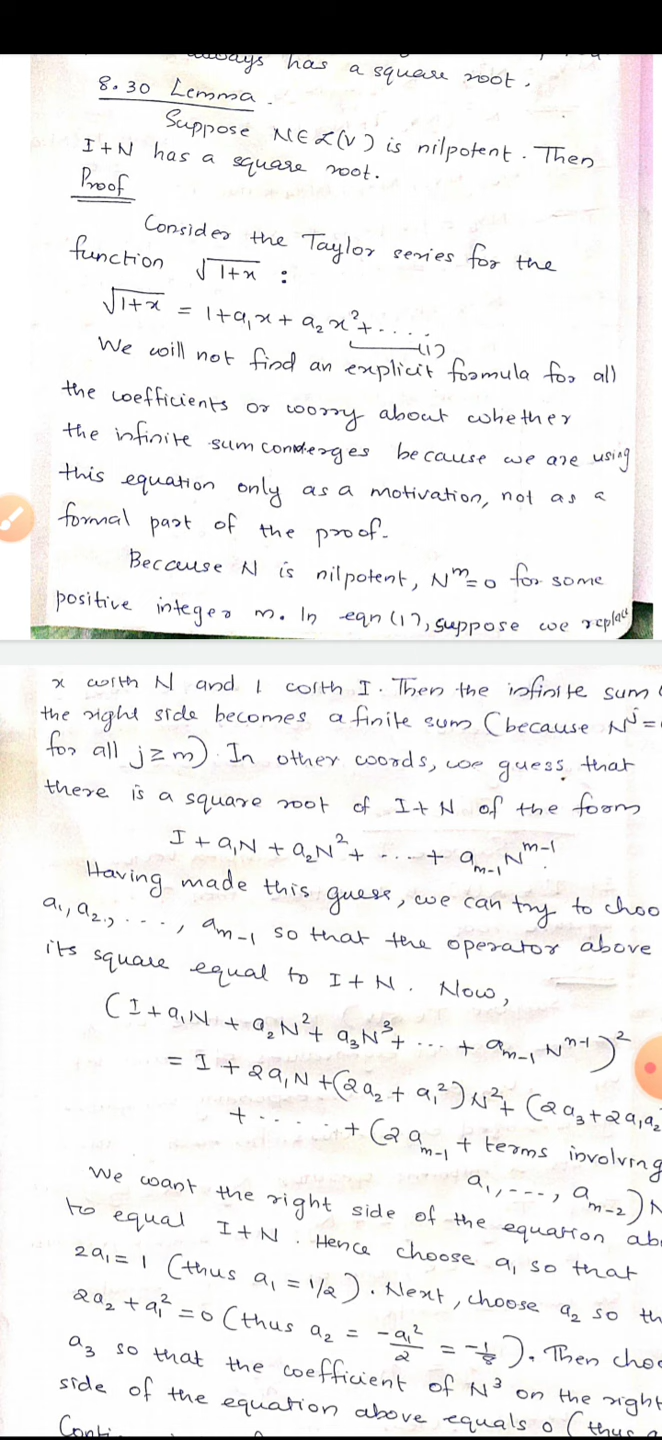 always has a square root.
8.30 Lemma.
Suppose N∈L(V) is nilpotent. Then
I+N has a square root.
Proof
Consider the Taylor series for the
function √1+x :
√1+x = 1+a₁x+ a₂x²+....
(1)
We will not find an explicit formula for all
the coefficients or worry about whether
the infinite sum converges because we are using
this equation only as a motivation, not as a
formal part of the proof.
Because N is nilpotent, Nᵐ=0 for some
positive integer m. In eqn (1), suppose we replace
x with N and 1 with I. Then the infinite sum
the right side becomes a finite sum (because Nʲ=
for all j≥m). In other words, we guess that
there is a square root of I+N of the form
I + a₁N + a₂N² + ... + aₘ₋₁Nᵐ⁻¹.
Having made this guess, we can try to choo
a₁, a₂, ..., aₘ₋₁ so that the operator above
its square equal to I+N. Now,
(I+a₁N + a₂N²+ a₃N³+ ... + aₘ₋₁Nᵐ⁻¹)²
= I + 2a₁N+(2a₂+a₁²)N²+ (2a₃+2a₁a₂
+.....+(2aₘ₋₁ + terms involving
a₁,---, aₘ₋₂)N
We want the right side of the equation ab
to equal I+N. Hence choose a₁ so that
2a₁=1 (thus a₁=1/2). Next, choose a₂ so th
2a₂+a₁²=0 (thus a₂ = -a₁²/2 = -1/8). Then choo
a₃ so that the coefficient of N³ on the right
side of the equation above equals 0 (thus a